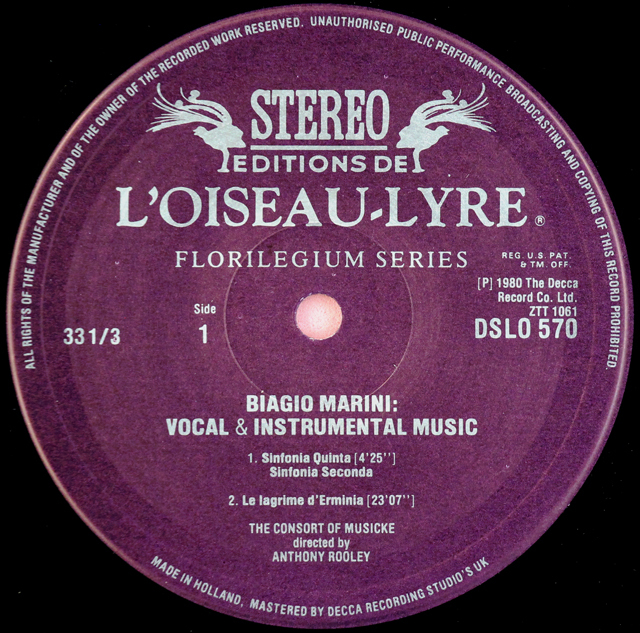 ALL RIGHTS OF THE MANUFACTURER AND OF THE OWNER OF THE RECORDED WORK RESERVED. UNAUTHORISED PUBLIC PERFORMANCE BROADCASTING AND COPYING OF THIS RECORD PROHIBITED.
STEREO
EDITIONS DE
L'OISEAU-LYRE ®
FLORILEGIUM SERIES
REG. U.S. PAT.
& TM. OFF.
[P] 1980 The Decca
Record Co. Ltd.
ZTT 1061
DSLO 570
33 1/3
Side
1
BIAGIO MARINI:
VOCAL & INSTRUMENTAL MUSIC
1. Sinfonia Quinta [4'25'']
Sinfonia Seconda
2. Le lagrime d'Erminia [23'07'']
THE CONSORT OF MUSICKE
directed by
ANTHONY ROOLEY
MADE IN HOLLAND, MASTERED BY DECCA RECORDING STUDIO'S UK